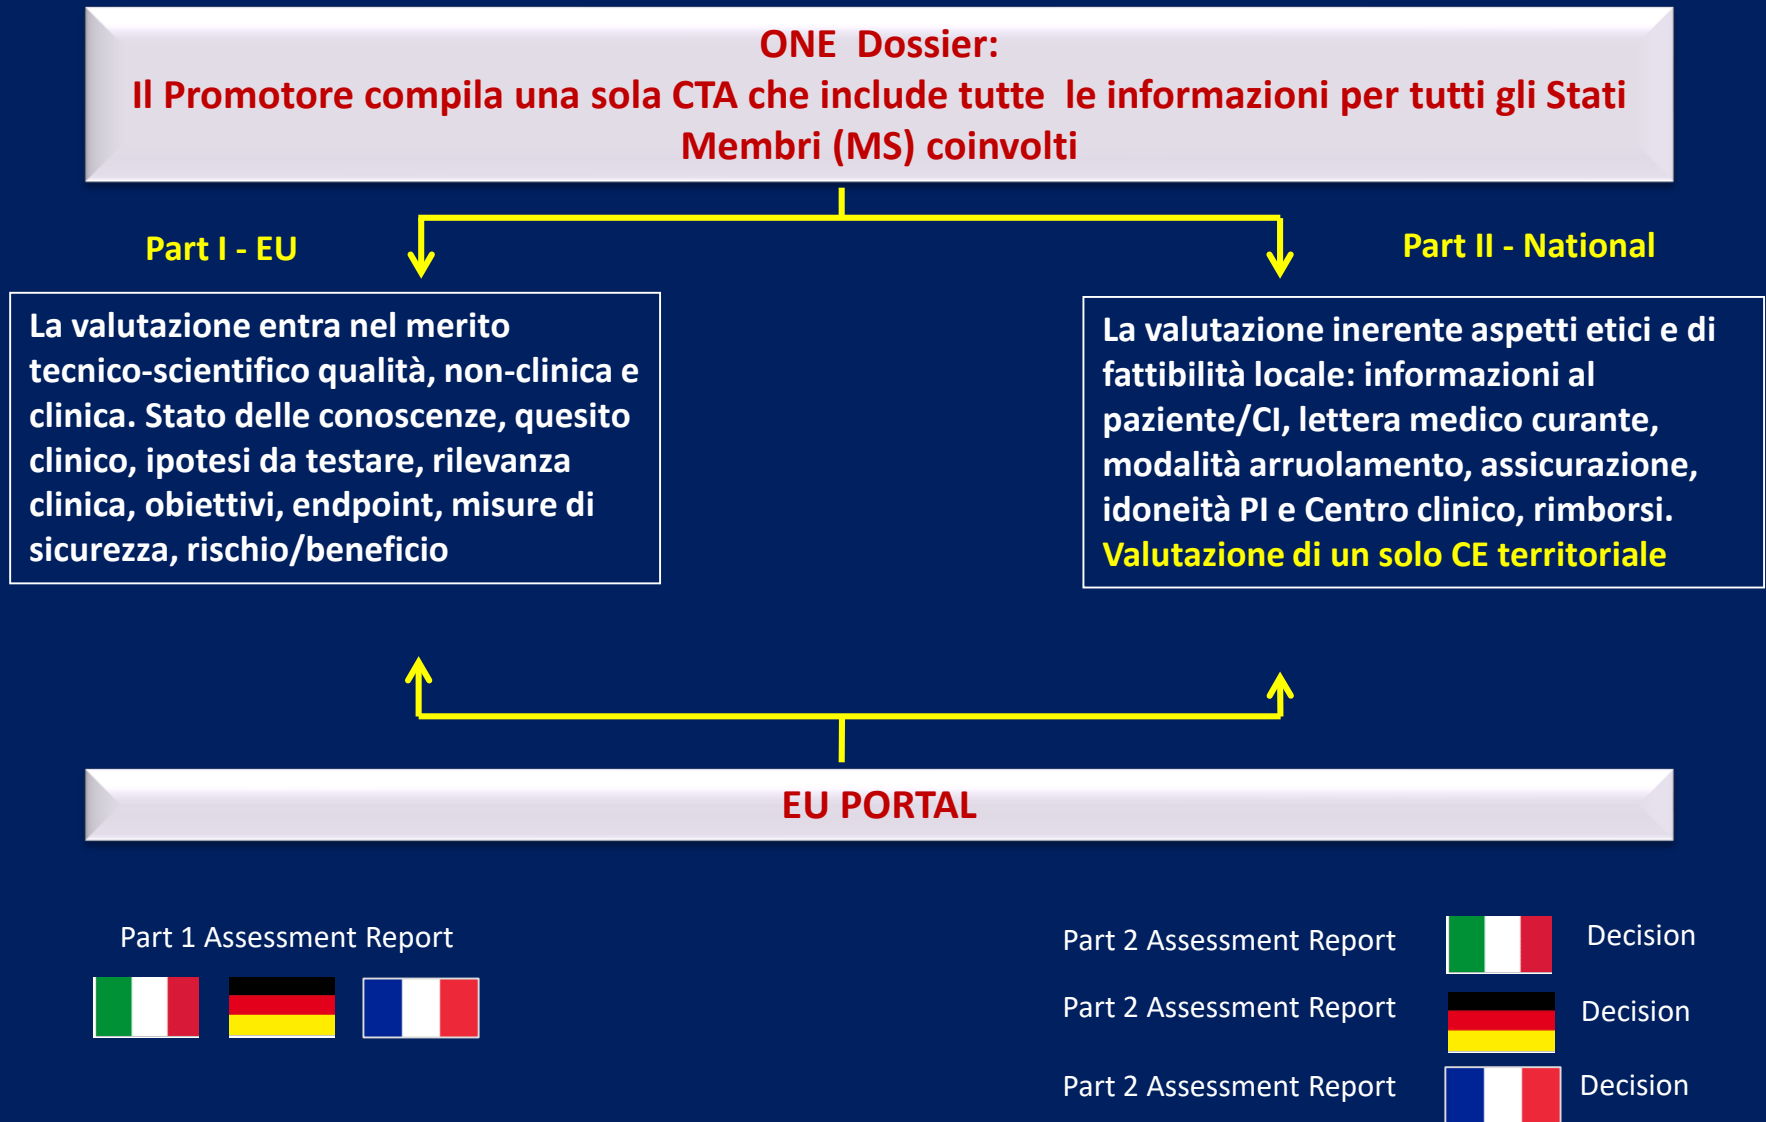 ONE Dossier:
Il Promotore compila una sola CTA che include tutte le informazioni per tutti gli Stati
Membri (MS) coinvolti
Part I - EU
Part II - National
La valutazione entra nel merito
tecnico-scientifico qualità, non-clinica e
clinica. Stato delle conoscenze, quesito
clinico, ipotesi da testare, rilevanza
clinica, obiettivi, endpoint, misure di
sicurezza, rischio/beneficio
La valutazione inerente aspetti etici e di
fattibilità locale: informazioni al
paziente/CI, lettera medico curante,
modalità arruolamento, assicurazione,
idoneità PI e Centro clinico, rimborsi.
Valutazione di un solo CE territoriale
EU PORTAL
Part 1 Assessment Report
Part 2 Assessment Report Decision
Part 2 Assessment Report Decision
Part 2 Assessment Report Decision